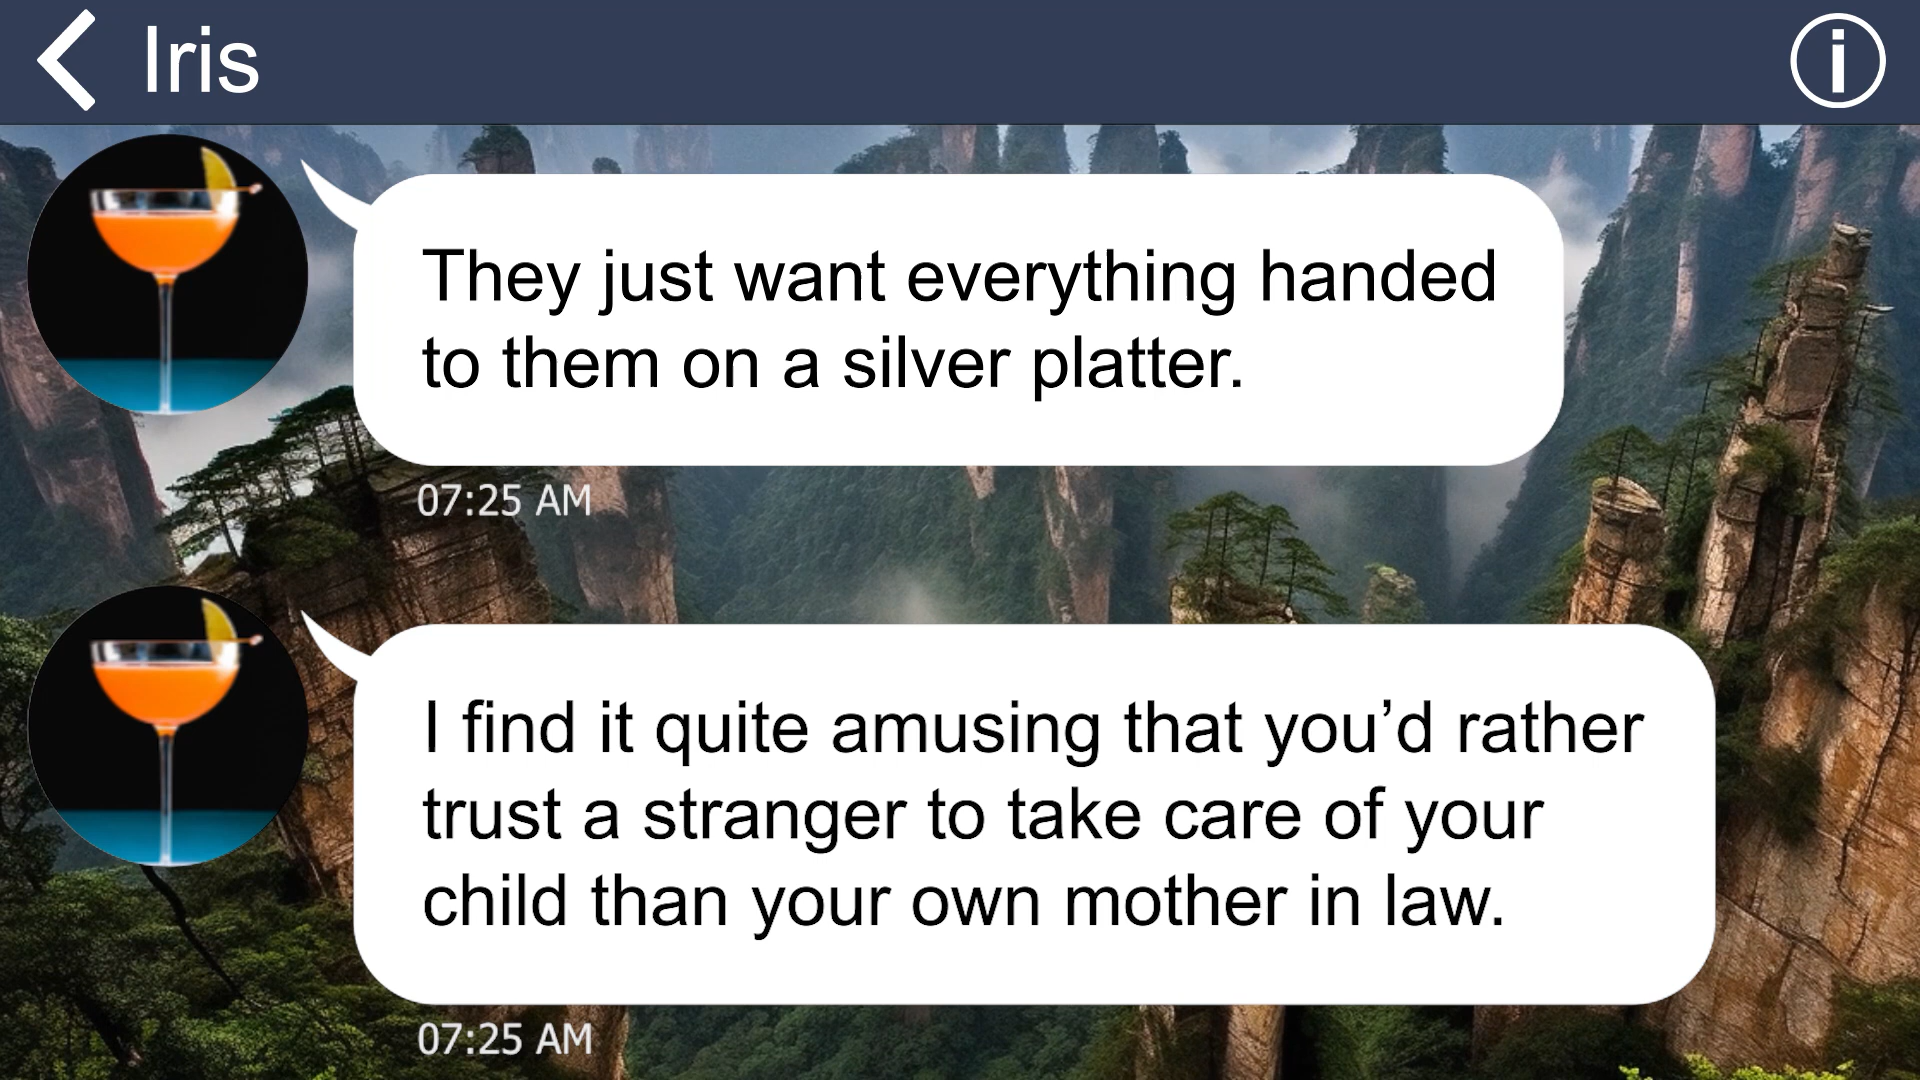 Iris
i
They just want everything handed
to them on a silver platter.
07:25 AM
I find it quite amusing that you’d rather
trust a stranger to take care of your
child than your own mother in law.
07:25 AM